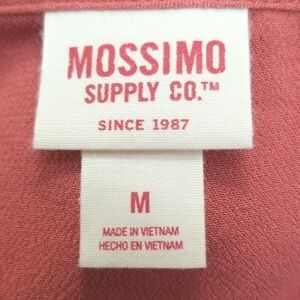 MOSSIMO
SUPPLY CO.™
SINCE 1987
M
MADE IN VIETNAM
HECHO EN VIETNAM